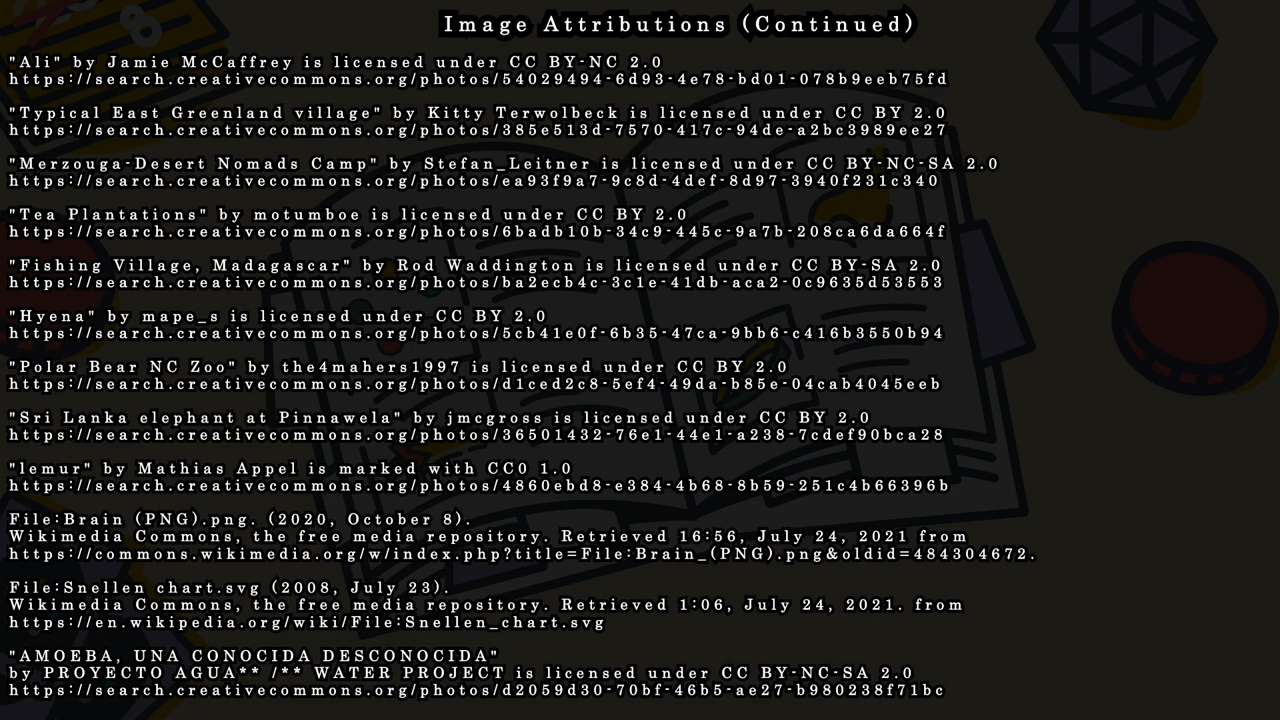 Image Attributions (Continued)
"Ali" by Jamie McCaffrey is licensed under CC BY-NC 2.0
https://search.creativecommons.org/photos/54029494-6d93-4e78-bd01-078b9eeb75fd
"Typical East Greenland village" by Kitty Terwolbeck is licensed under CC BY 2.0
https://search.creativecommons.org/photos/385e513d-7570-417c-94de-a2bc3989ee27
"Merzouga-Desert Nomads Camp" by Stefan_Leitner is licensed under CC BY-NC-SA 2.0
https://search.creativecommons.org/photos/ea93f9a7-9c8d-4def-8d97-3940f231c340
"Tea Plantations" by motumboe is licensed under CC BY 2.0
https://search.creativecommons.org/photos/6badb10b-34c9-445c-9a7b-208ca6da664f
"Fishing Village, Madagascar" by Rod Waddington is licensed under CC BY-SA 2.0
https://search.creativecommons.org/photos/ba2ecb4c-3c1e-41db-aca2-0c9635d53553
"Hyena" by mape_s is licensed under CC BY 2.0
https://search.creativecommons.org/photos/5cb41e0f-6b35-47ca-9bb6-c416b3550b94
"Polar Bear NC Zoo" by the4mahers1997 is licensed under CC BY 2.0
https://search.creativecommons.org/photos/d1ced2c8-5ef4-49da-b85e-04cab4045eeb
"Sri Lanka elephant at Pinnawela" by jmcgross is licensed under CC BY 2.0
https://search.creativecommons.org/photos/36501432-76e1-44e1-a238-7cdef90bca28
"lemur" by Mathias Appel is marked with CC0 1.0
https://search.creativecommons.org/photos/4860ebd8-e384-4b68-8b59-251c4b66396b
File:Brain (PNG).png. (2020, October 8).
Wikimedia Commons, the free media repository. Retrieved 16:56, July 24, 2021 from
https://commons.wikimedia.org/w/index.php?title=File:Brain_(PNG).png&oldid=484304672.
File:Snellen chart.svg (2008, July 23).
Wikimedia Commons, the free media repository. Retrieved 1:06, July 24, 2021. from
https://en.wikipedia.org/wiki/File:Snellen_chart.svg
"AMOEBA, UNA CONOCIDA DESCONOCIDA"
by PROYECTO AGUA** /** WATER PROJECT is licensed under CC BY-NC-SA 2.0
https://search.creativecommons.org/photos/d2059d30-70bf-46b5-ae27-b980238f71bc